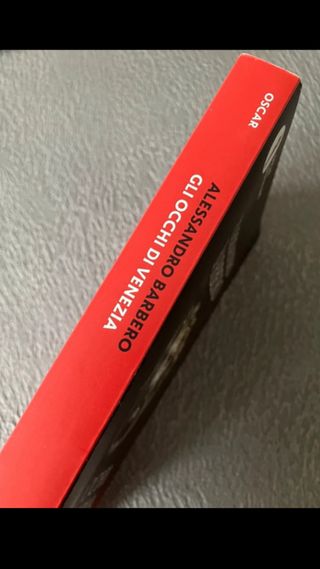 OSCAR
ALESSANDRO BARBERO
GLI OCCHI DI VENEZIA